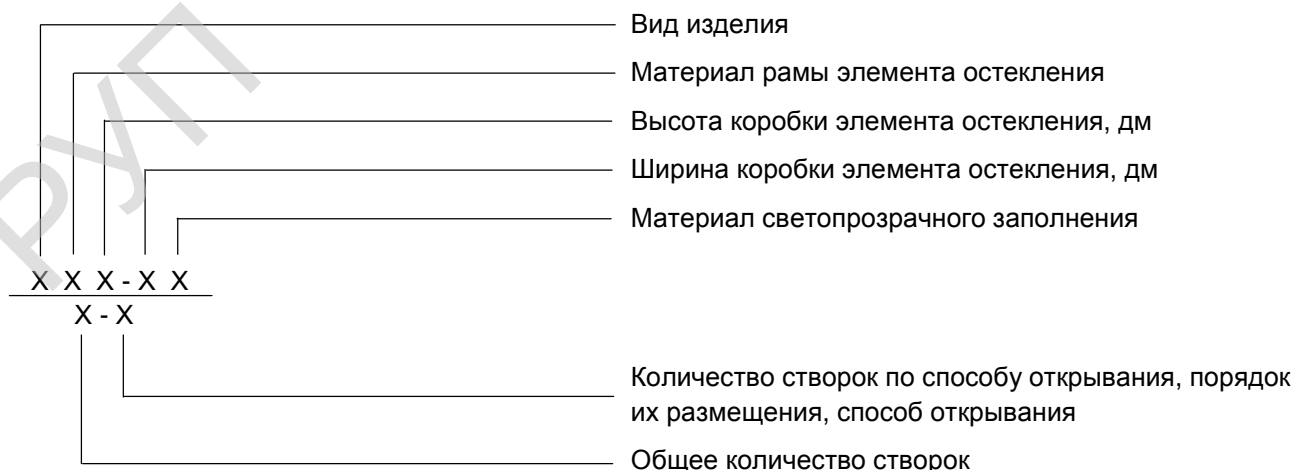 Вид изделия
Материал рамы элемента остекления
Высота коробки элемента остекления, дм
Ширина коробки элемента остекления, дм
Материал светопрозрачного заполнения
Х Х Х - Х Х
Х - Х
Количество створок по способу открывания, порядок
их размещения, способ открывания
Общее количество створок
РУП